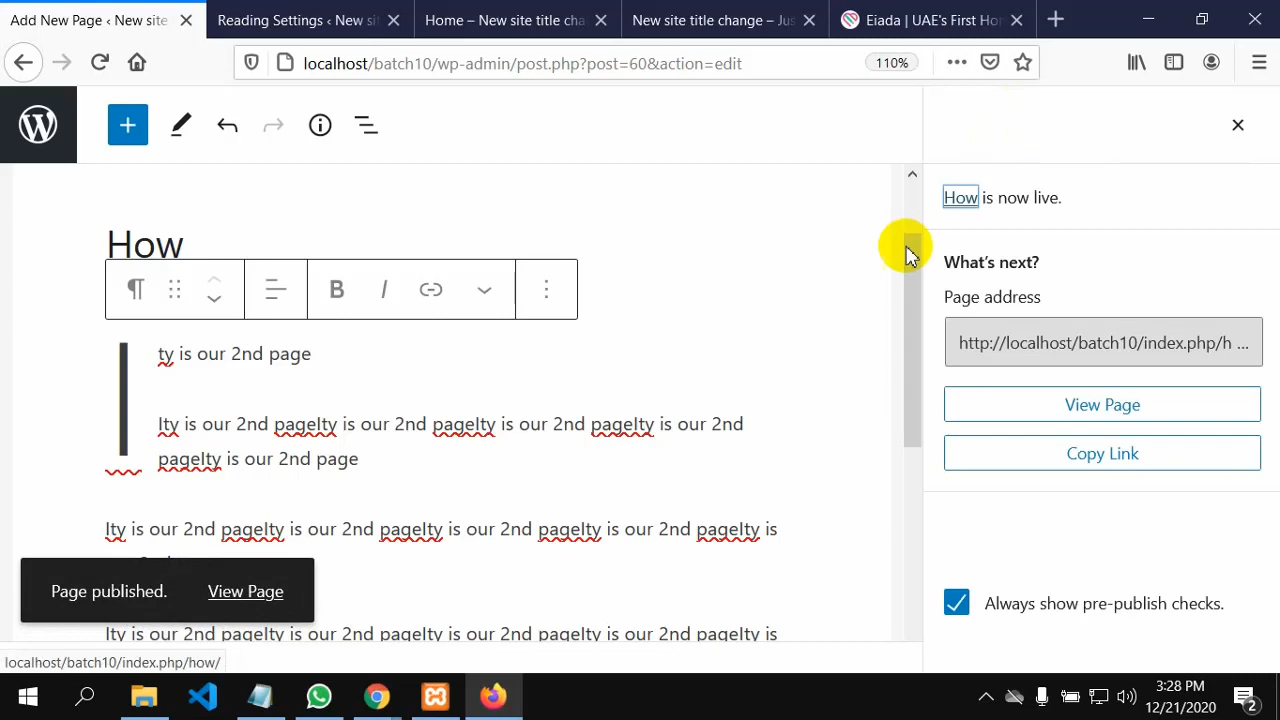 Add New Page ‹ New site
Reading Settings ‹ New si
Home – New site title cha
New site title change – Jus
Eiada | UAE's First Hom
localhost/batch10/wp-admin/post.php?post=60&action=edit
110%
How is now live.
What's next?
Page address
http://localhost/batch10/index.php/h ...
View Page
Copy Link
Always show pre-publish checks.
How
B I
ty is our 2nd page
Ity is our 2nd pageIty is our 2nd pageIty is our 2nd pageIty is our 2nd
pageIty is our 2nd page
Ity is our 2nd pageIty is our 2nd pageIty is our 2nd pageIty is our 2nd pageIty is
Ity is our 2nd pageIty is our 2nd pageIty is our 2nd pageIty is our 2nd pageIty is
Page published. View Page
localhost/batch10/index.php/how/
3:28 PM
12/21/2020
2